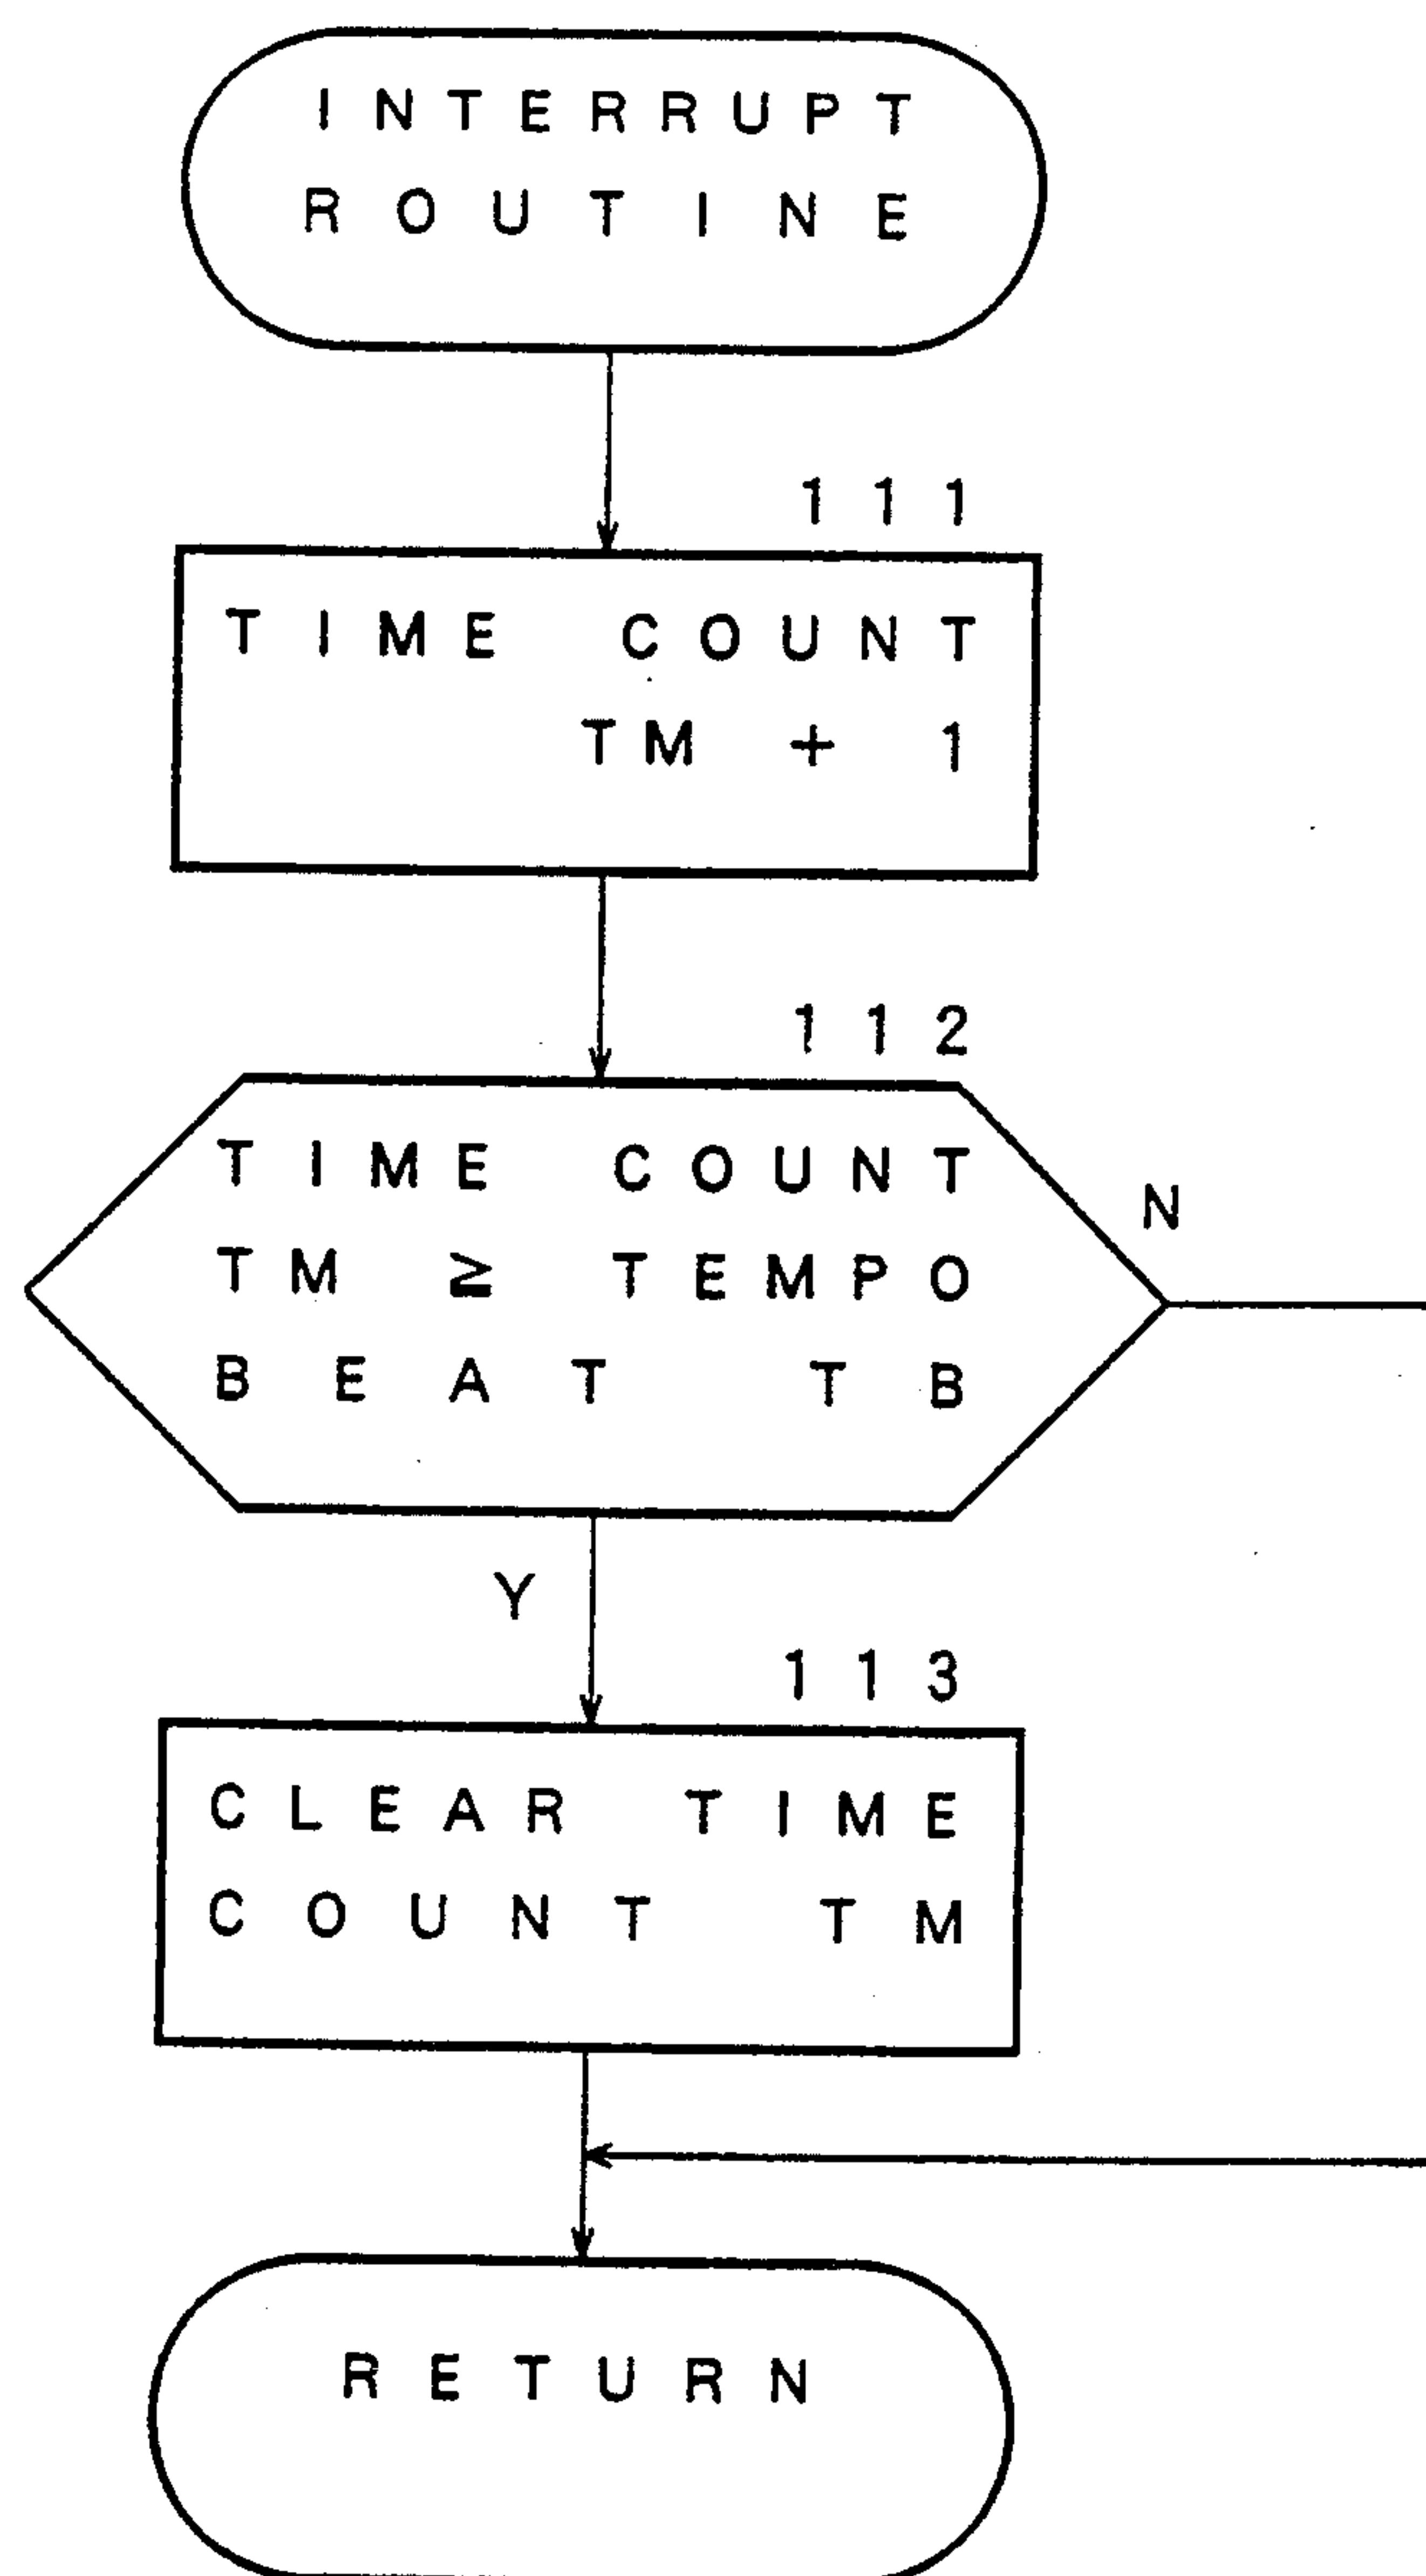 INTERRUPT
ROUTINE
111
TIME COUNT
TM + 1
112
TIME COUNT
TM ≧ TEMPO
BEAT TB
N
Y
113
CLEAR TIME
COUNT TM
RETURN